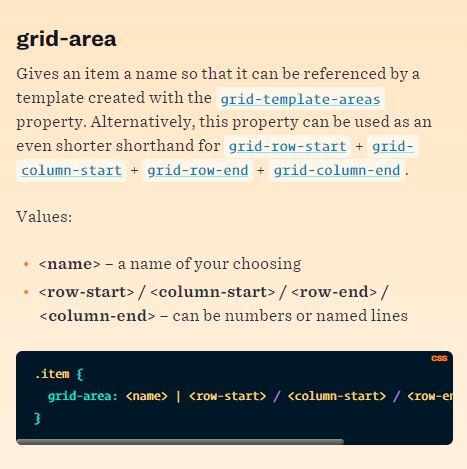 grid-area
Gives an item a name so that it can be referenced by a
template created with the grid-template-areas
property. Alternatively, this property can be used as an
even shorter shorthand for grid-row-start + grid-
column-start + grid-row-end + grid-column-end.
Values:
• <name> – a name of your choosing
• <row-start> / <column-start> / <row-end> /
<column-end> – can be numbers or named lines
CSS
.item {
grid-area: <name> | <row-start> / <column-start> / <row-en
}